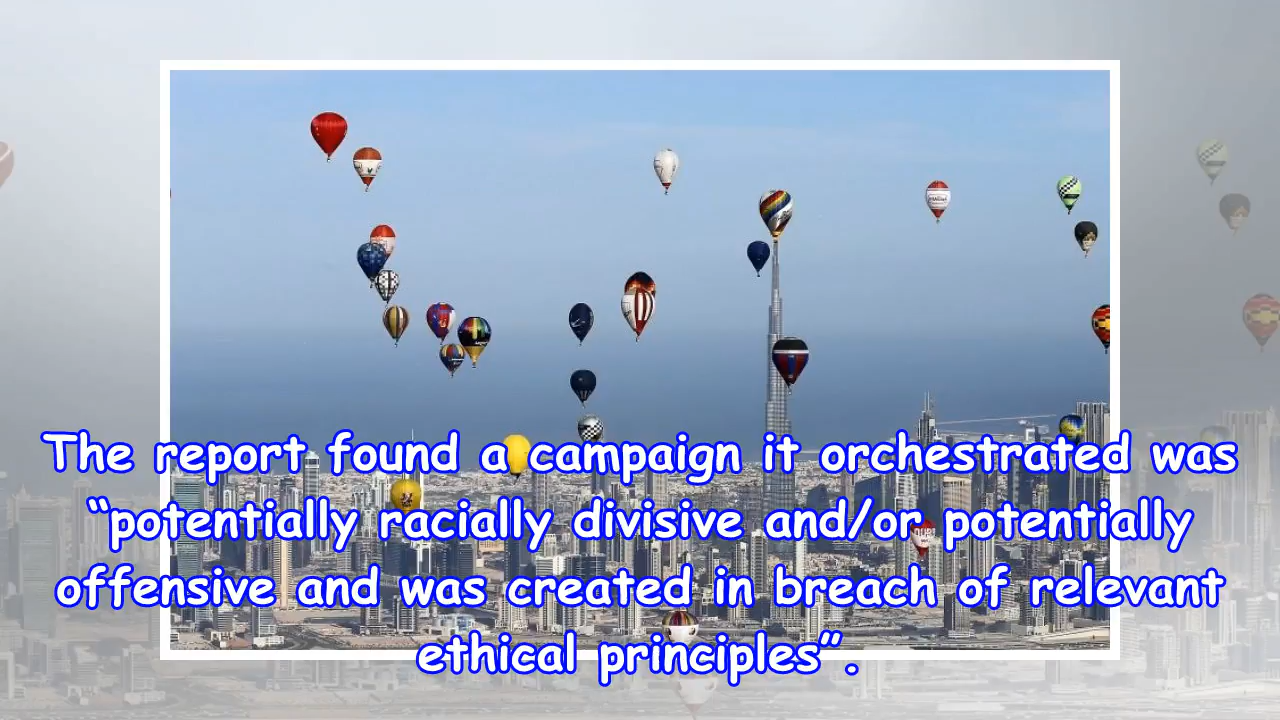 The report found a campaign it orchestrated was
“potentially racially divisive and/or potentially
offensive and was created in breach of relevant
ethical principles”.